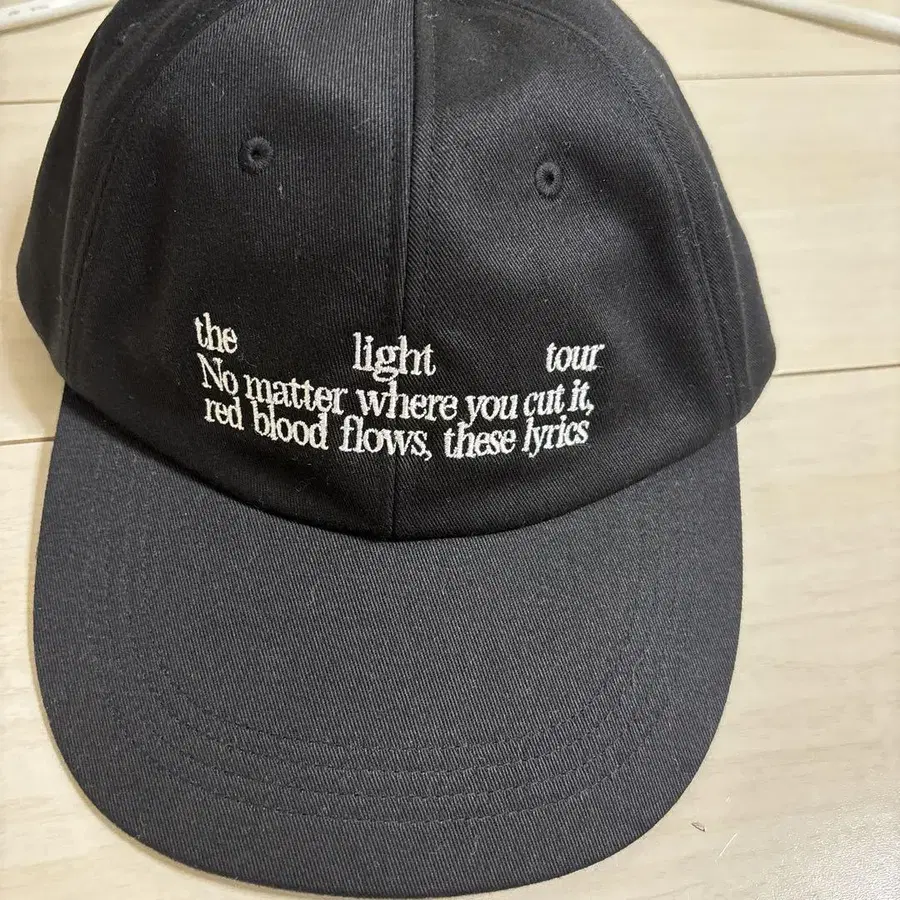 the light tour
No matter where you cut it,
red blood flows, these lyrics